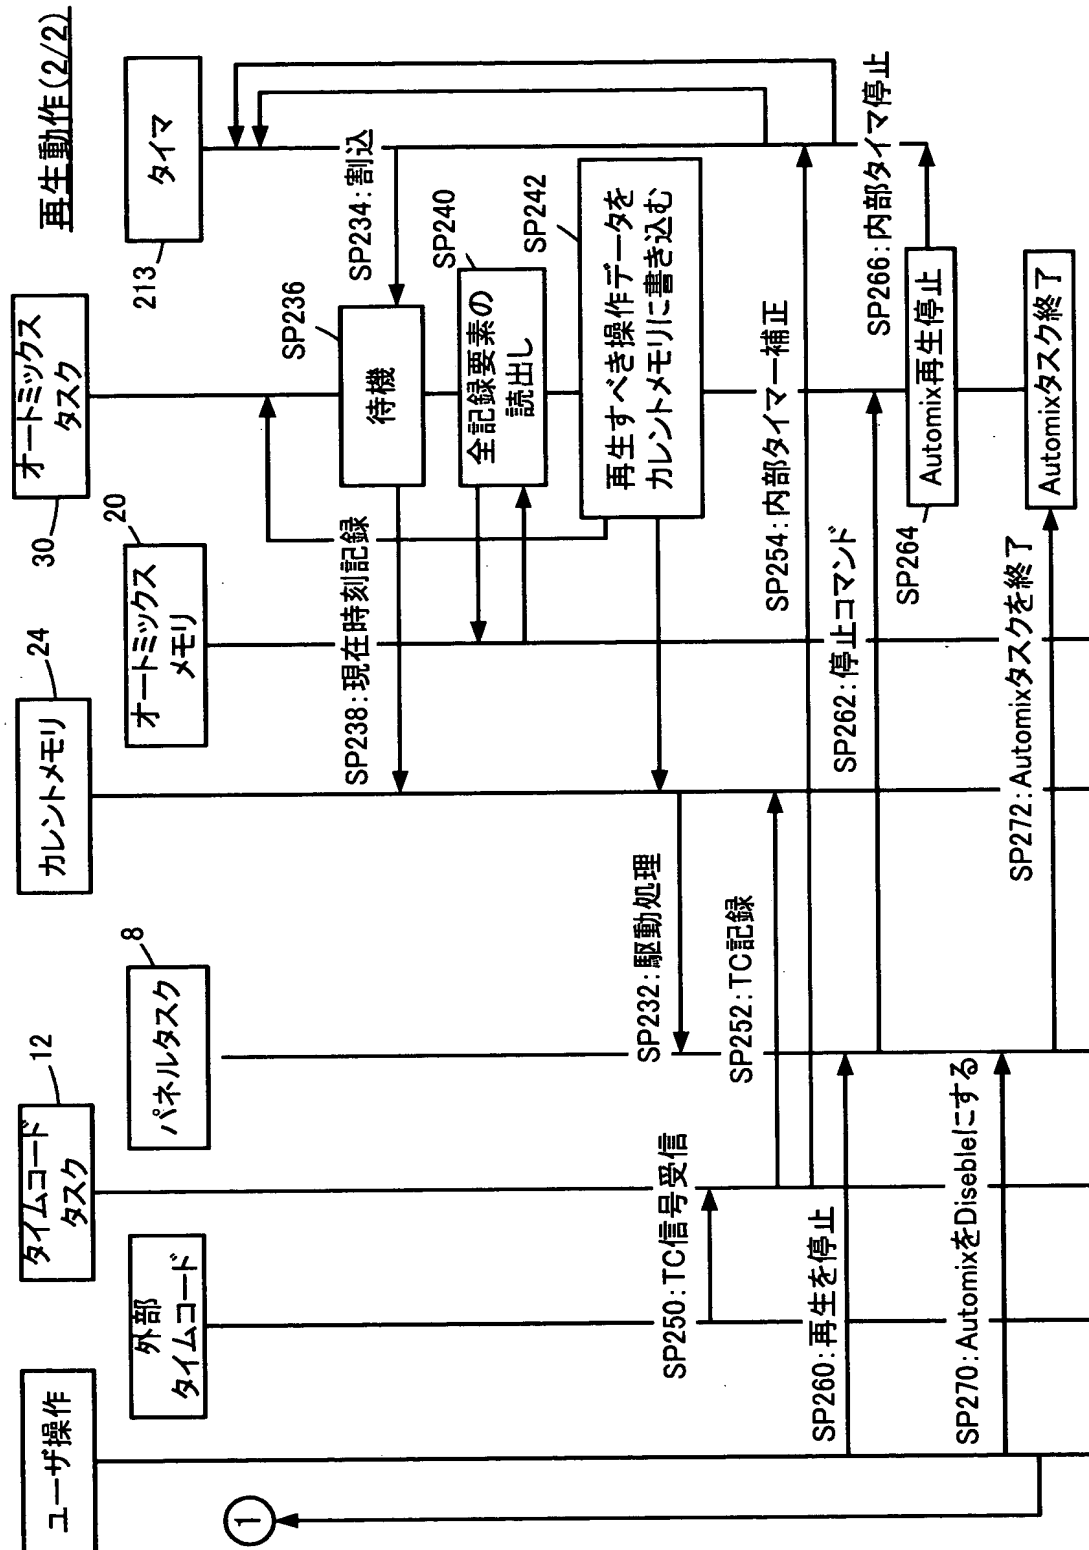 再生動作(2/2)
ユーザ操作
外部
タイムコード
タイムコード
タスク
12
パネルタスク
8
カレントメモリ
24
オートミックス
メモリ
20
オートミックス
タスク
30
タイマ
213
SP234:割込
SP236
待機
SP238:現在時刻記録
SP240
全記録要素の
読出し
SP242
再生すべき操作データを
カレントメモリに書き込む
SP232:駆動処理
SP250:TC信号受信
SP252:TC記録
SP254:内部タイマー補正
SP260:再生を停止
SP262:停止コマンド
SP264
Automix再生停止
SP266:内部タイマ停止
SP270:AutomixをDisebleにする
SP272:Automixタスクを終了
Automixタスク終了
1